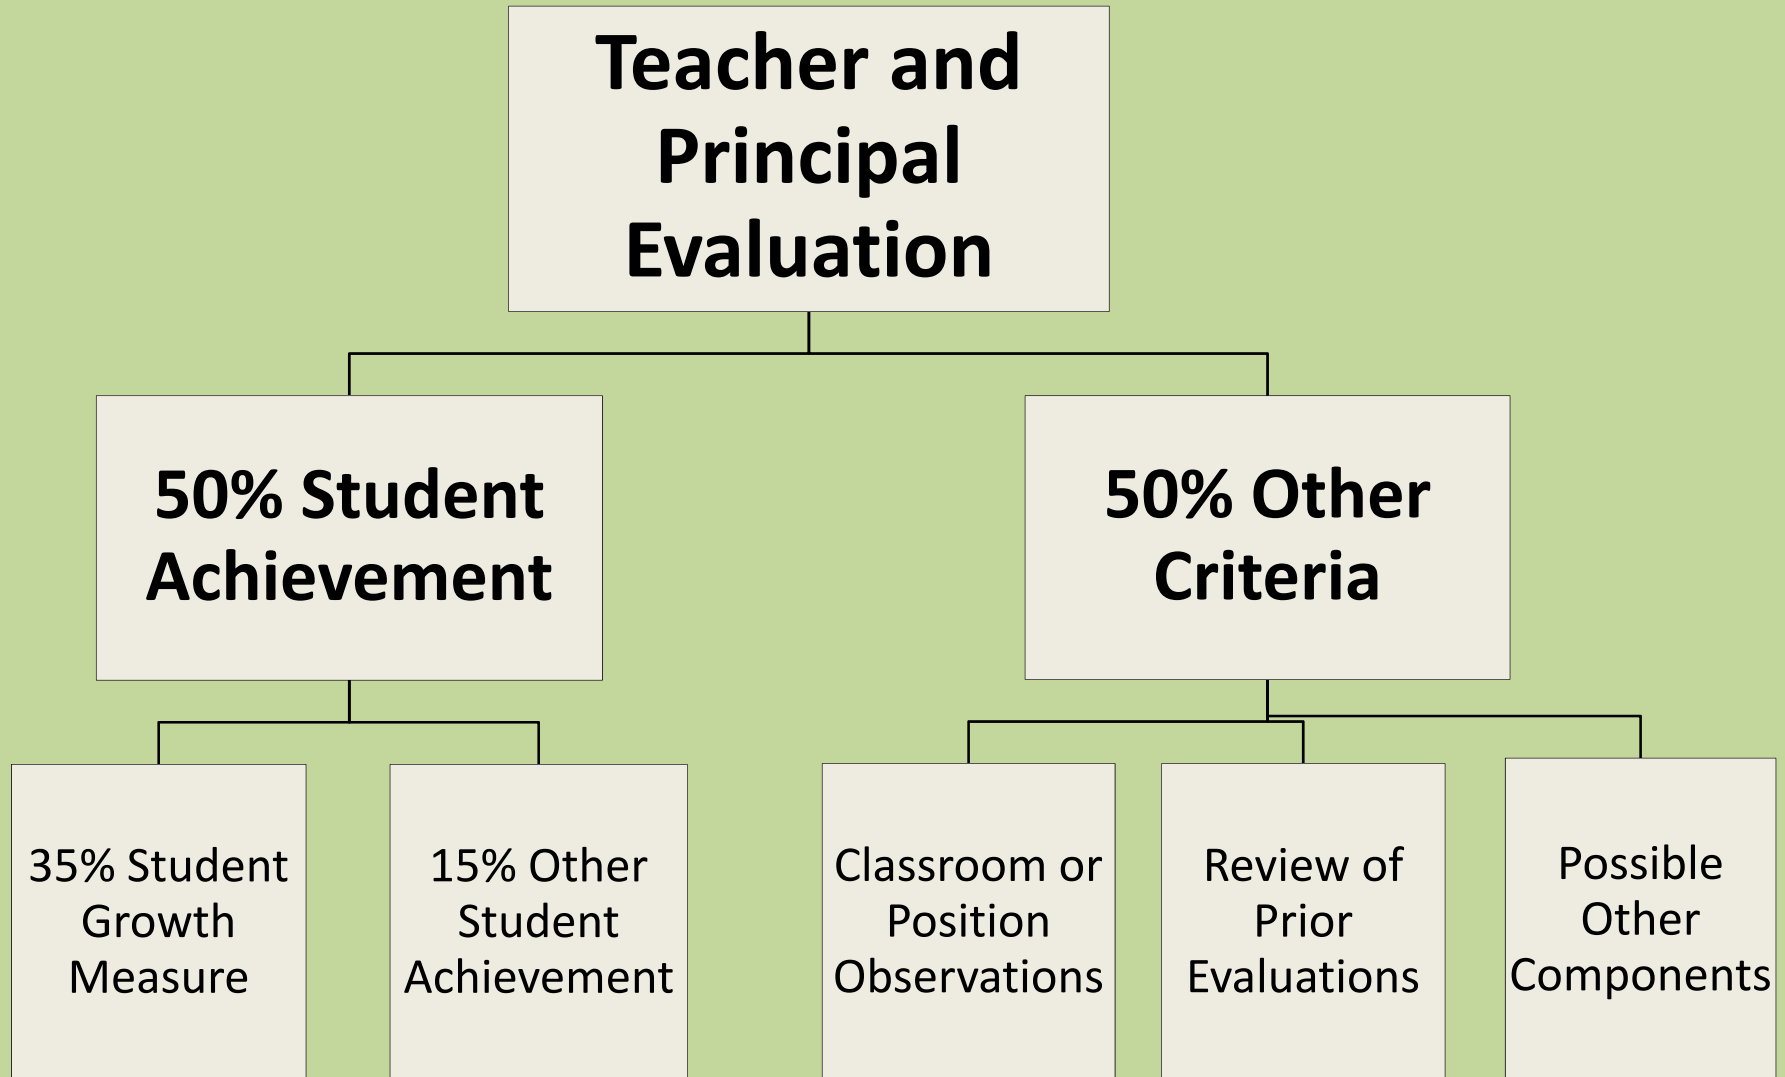 Teacher and
Principal
Evaluation
50% Student
Achievement
50% Other
Criteria
35% Student
Growth
Measure
15% Other
Student
Achievement
Classroom or
Position
Observations
Review of
Prior
Evaluations
Possible
Other
Components